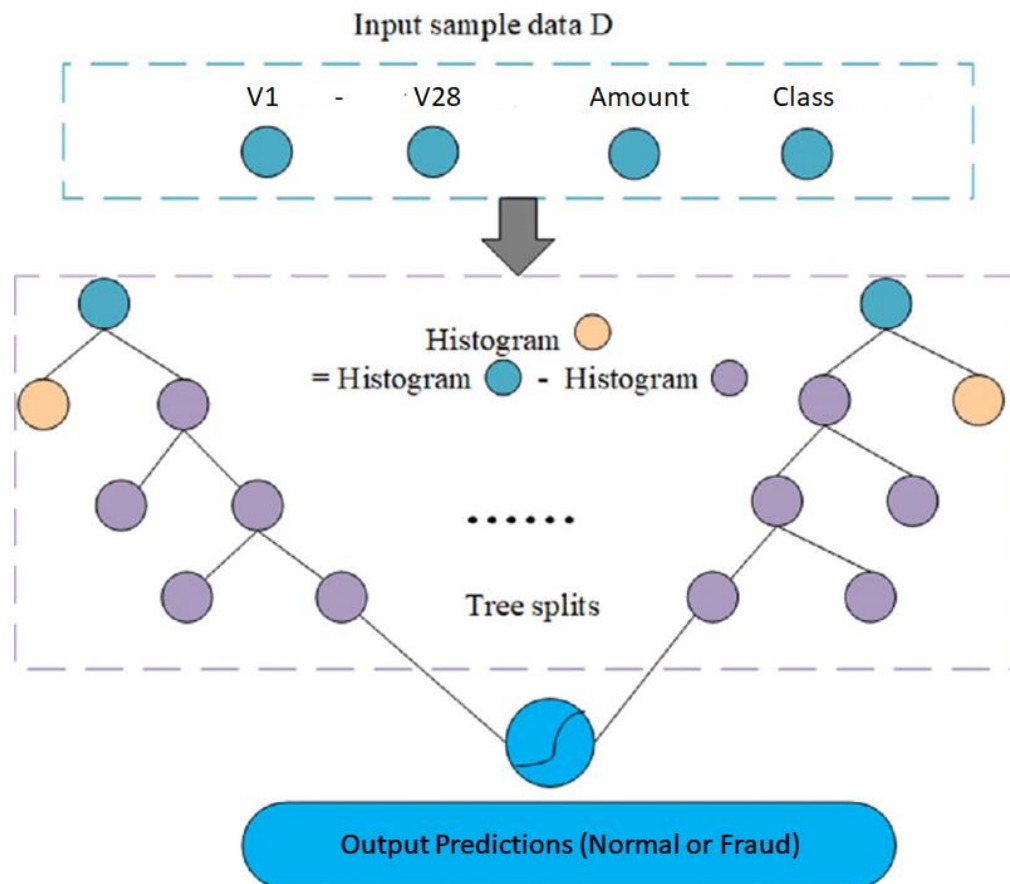 Input sample data D
V1 - V28 Amount Class
Histogram
= Histogram - Histogram
......
Tree splits
Output Predictions (Normal or Fraud)